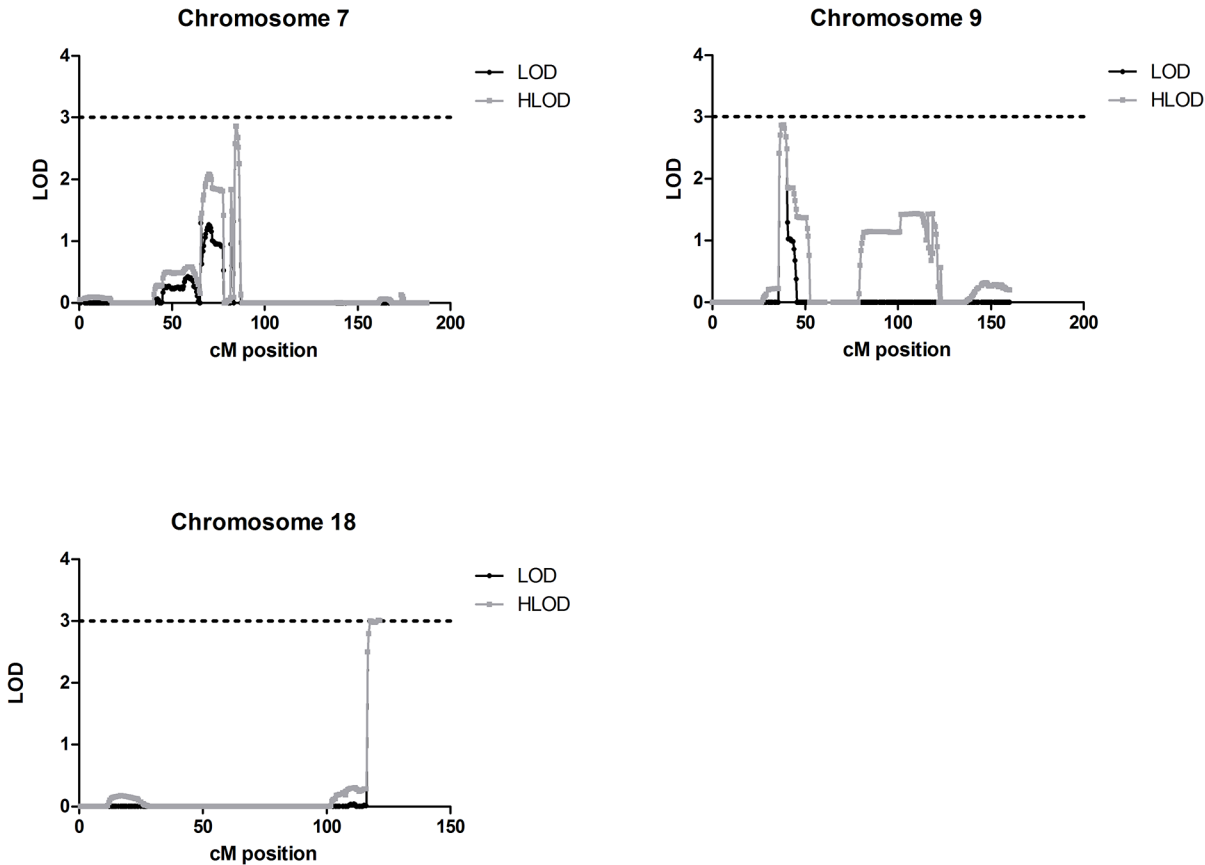 Chromosome 7
4
3
2
1
0
LOD
0 50 100 150 200
cM position
LOD
HLOD
Chromosome 9
4
3
2
1
0
LOD
0 50 100 150 200
cM position
LOD
HLOD
Chromosome 18
4
3
2
1
0
LOD
0 50 100 150
cM position
LOD
HLOD